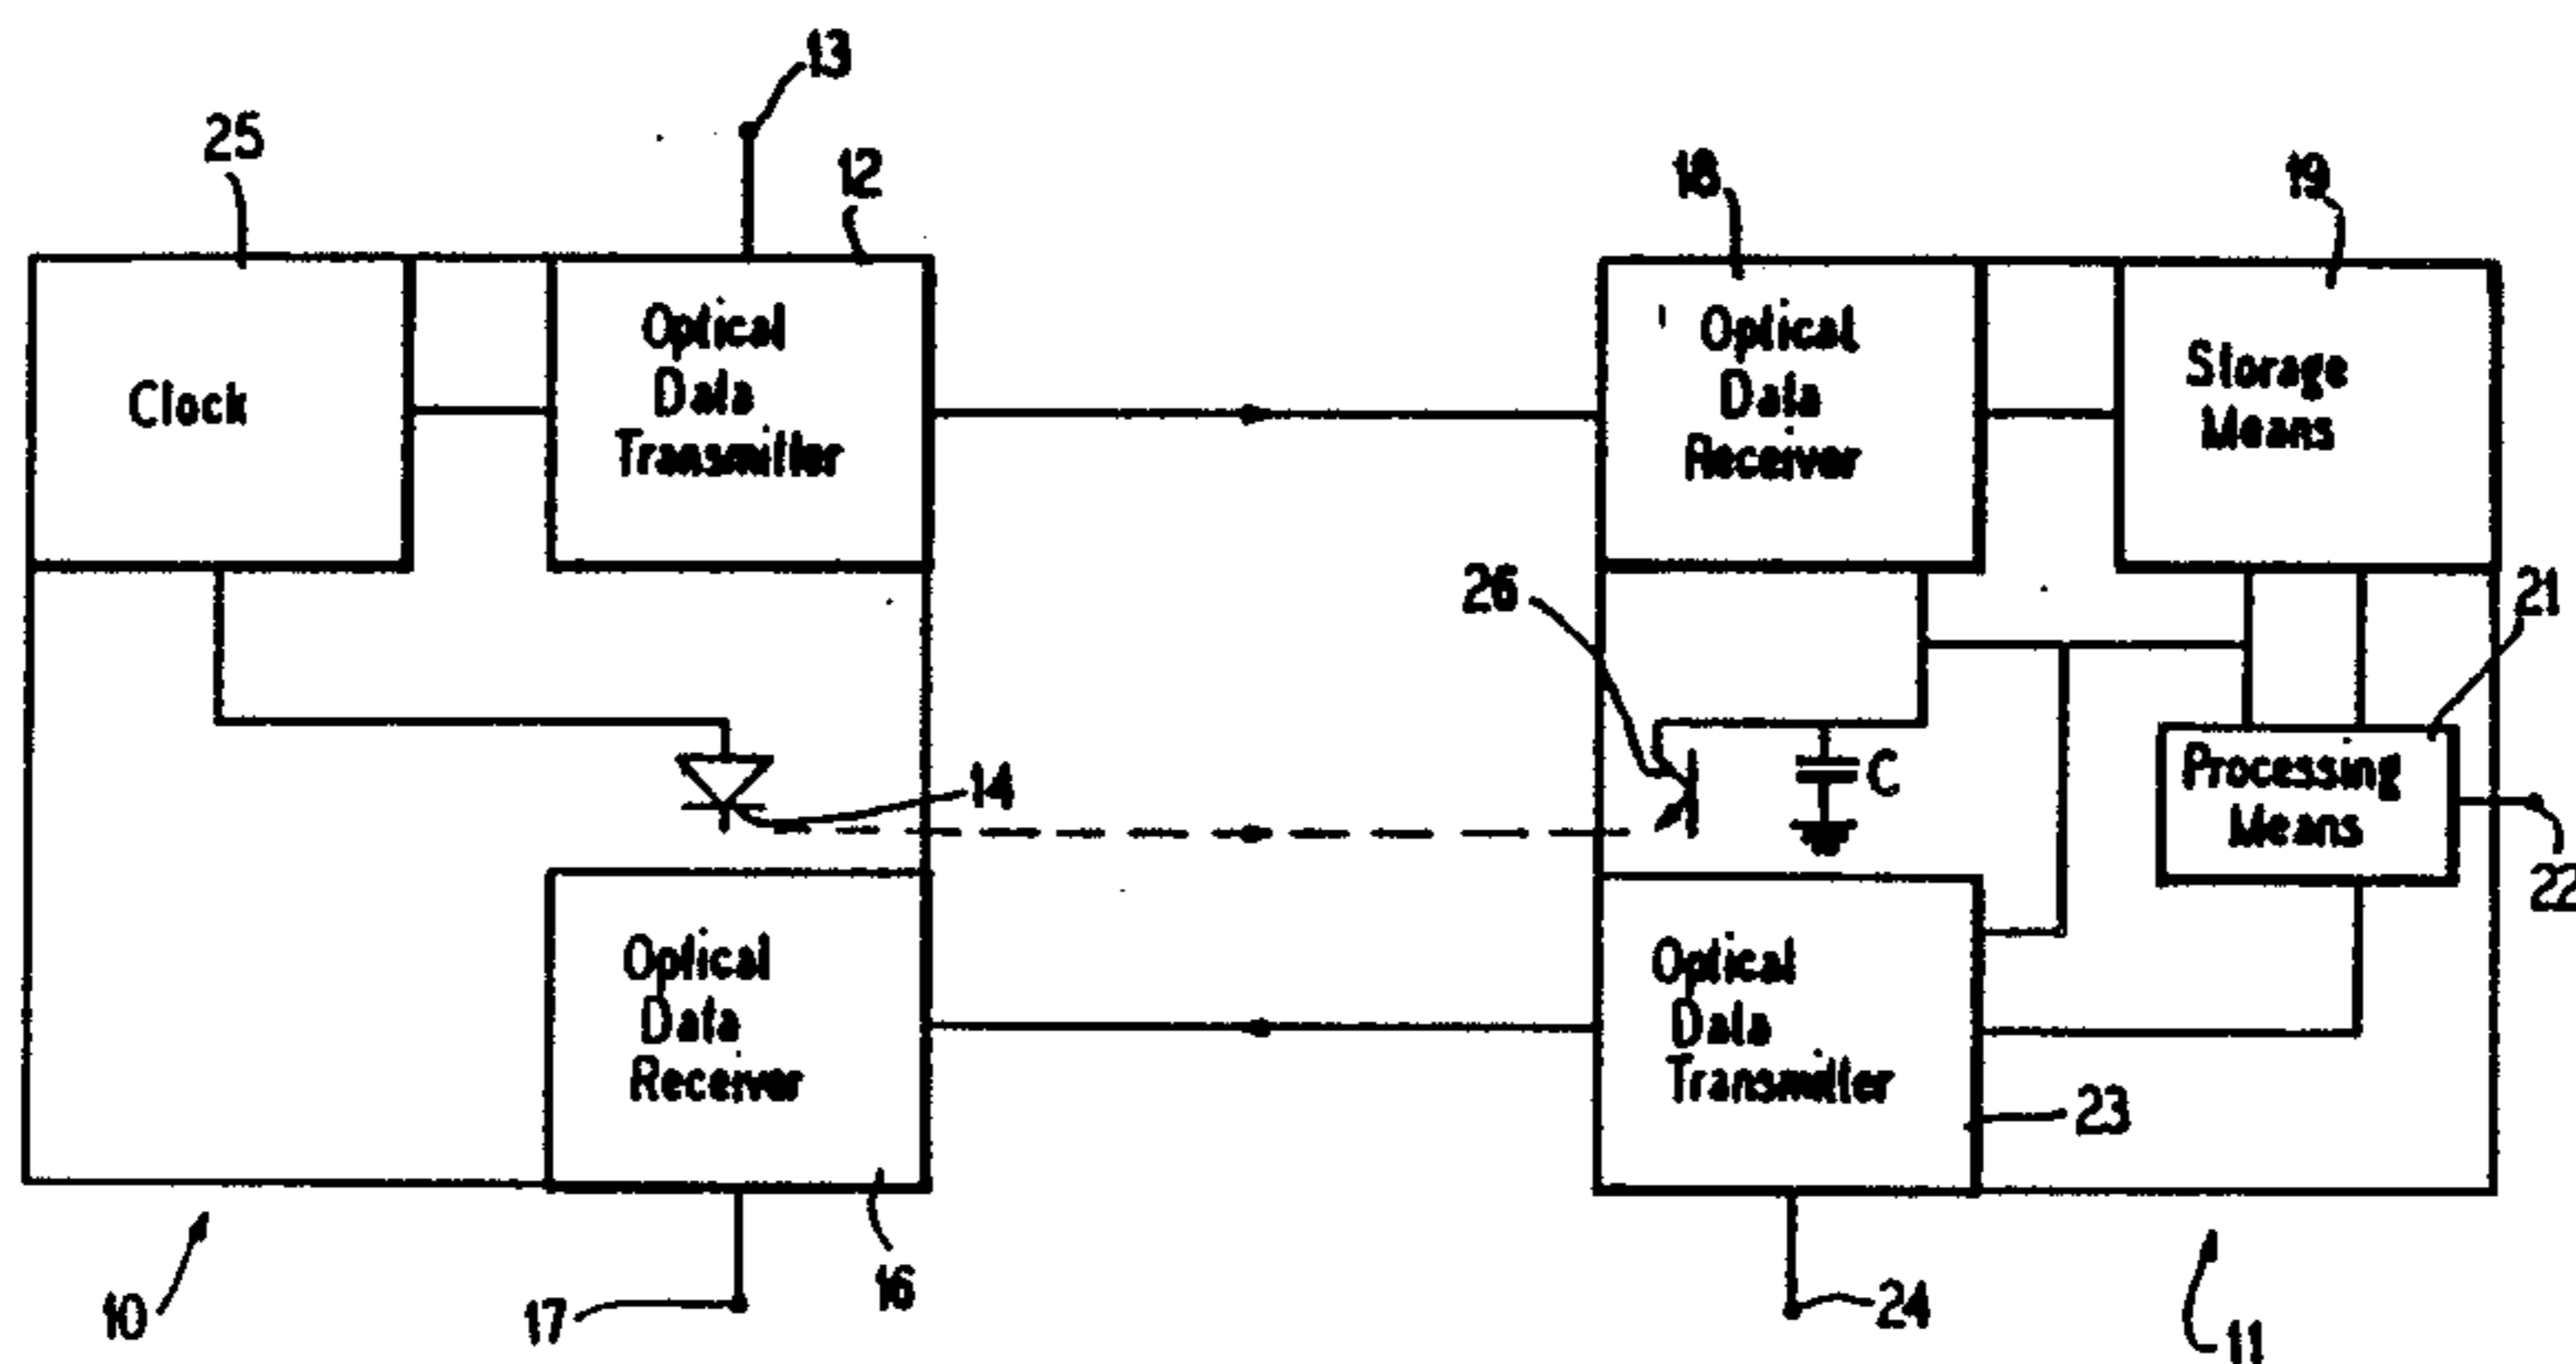 13
25
12
18
19
Clock
Optical
Data
Transmitter
Optical
Data
Receiver
Storage
Means
26
21
14
C
Processing
Means
22
Optical
Data
Receiver
Optical
Data
Transmitter
23
10
17
16
24
11